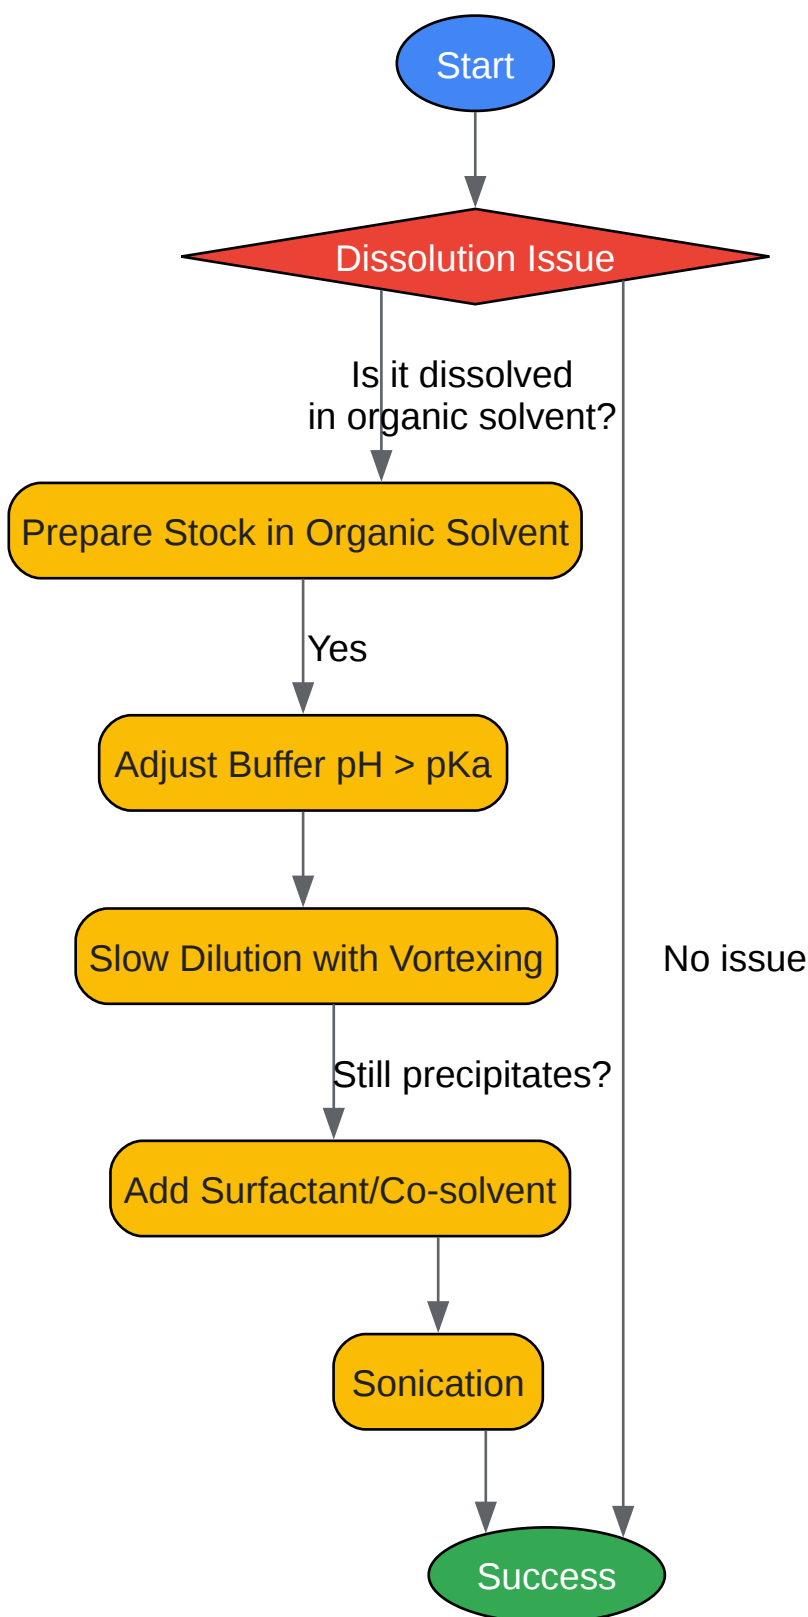 Start
Dissolution Issue
Is it dissolved
in organic solvent?
Prepare Stock in Organic Solvent
Yes
Adjust Buffer pH > pKa
Slow Dilution with Vortexing
No issue
Still precipitates?
Add Surfactant/Co-solvent
Sonication
Success